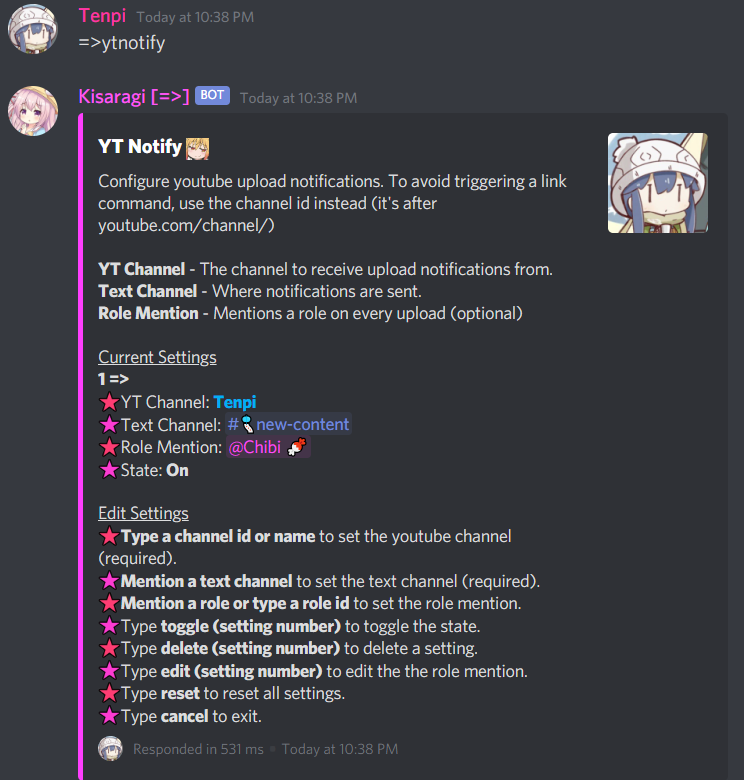 Tenpi Today at 10:38 PM
=>ytnotify
Kisaragi [=>] BOT Today at 10:38 PM
YT Notify
Configure youtube upload notifications. To avoid triggering a link
command, use the channel id instead (it's after
youtube.com/channel/)
YT Channel - The channel to receive upload notifications from.
Text Channel - Where notifications are sent.
Role Mention - Mentions a role on every upload (optional)
Current Settings
1 =>
YT Channel: Tenpi
Text Channel: # new-content
Role Mention: @Chibi
State: On
Edit Settings
Type a channel id or name to set the youtube channel
(required).
Mention a text channel to set the text channel (required).
Mention a role or type a role id to set the role mention.
Type toggle (setting number) to toggle the state.
Type delete (setting number) to delete a setting.
Type edit (setting number) to edit the the role mention.
Type reset to reset all settings.
Type cancel to exit.
Responded in 531 ms • Today at 10:38 PM